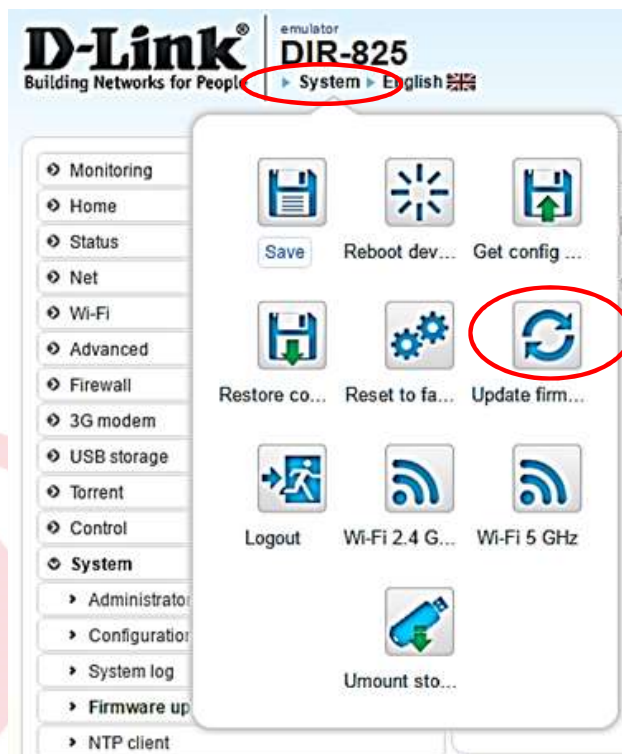 D-Link®
Building Networks for People
emulator
DIR-825
System English
Monitoring
Home
Status
Net
Wi-Fi
Advanced
Firewall
3G modem
USB storage
Torrent
Control
System
Administrato
Configuration
System log
Firmware up
NTP client
Save
Reboot dev...
Get config ...
Restore co...
Reset to fa...
Update firm...
Logout
Wi-Fi 2.4 G...
Wi-Fi 5 GHz
Umount sto...